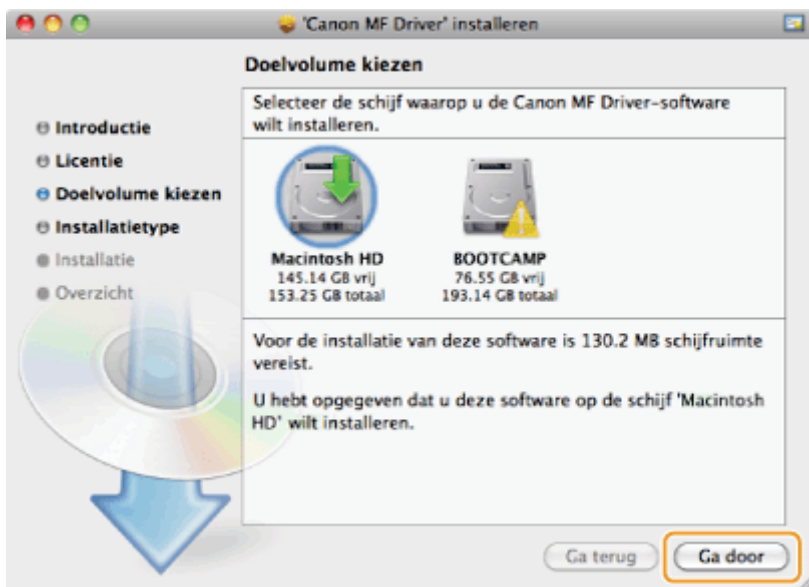 'Canon MF Driver' installeren
Doelvolume kiezen
Introductie
Licentie
Doelvolume kiezen
Installatietype
Installatie
Overzicht
Selecteer de schijf waarop u de Canon MF Driver-software
wilt installeren.
Macintosh HD
145.14 GB vrij
153.25 GB totaal
BOOTCAMP
76.55 GB vrij
193.14 GB totaal
Voor de installatie van deze software is 130.2 MB schijfruimte
vereist.
U hebt opgegeven dat u deze software op de schijf 'Macintosh
HD' wilt installeren.
Ga terug
Ga door